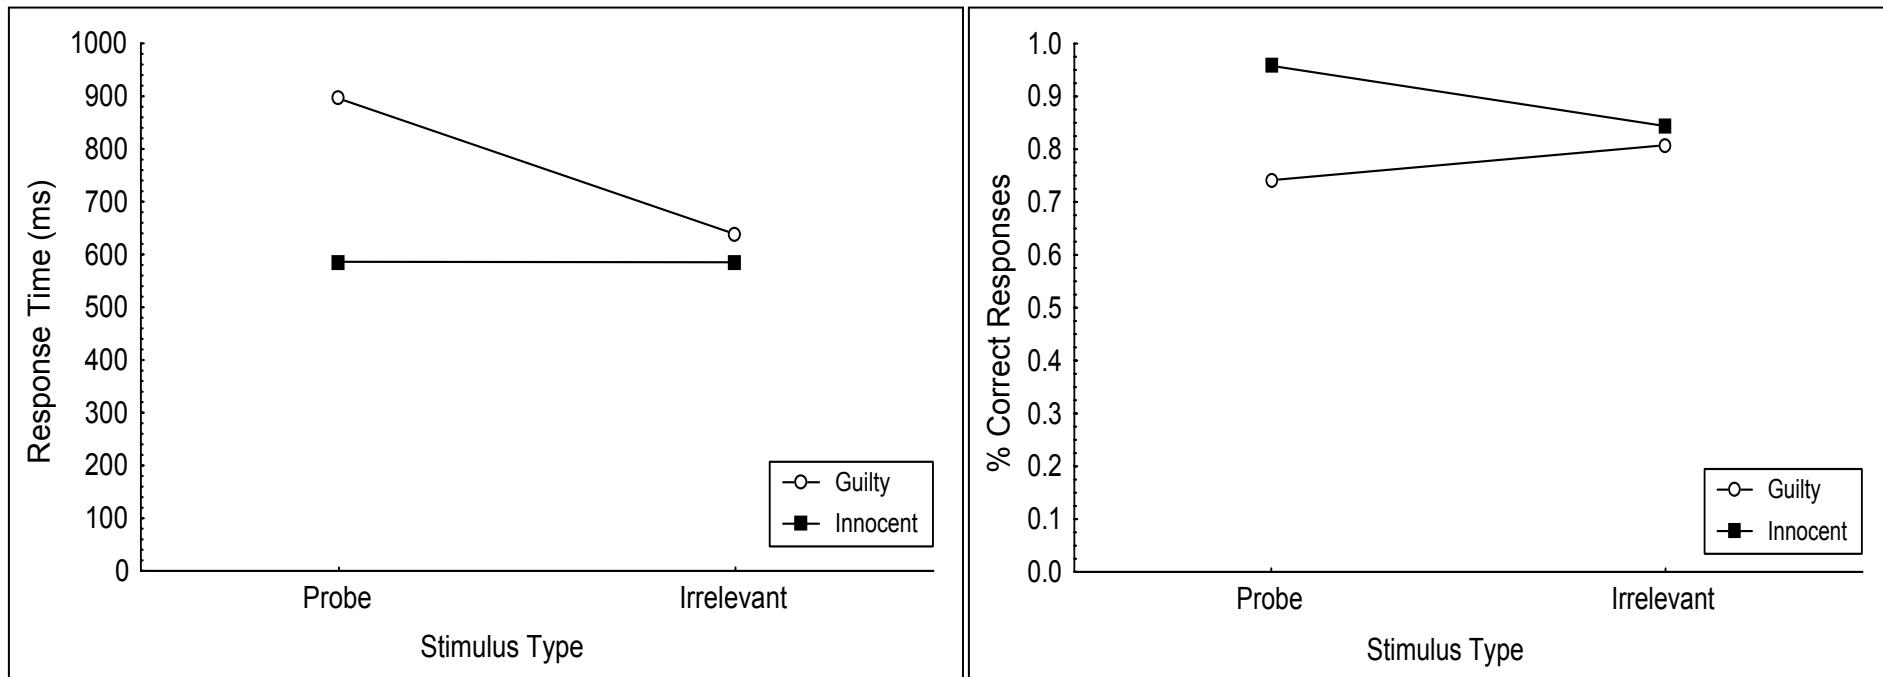 1000
900
800
700
600
500
400
300
200
100
0
Response Time (ms)
Guilty
Innocent
Probe
Irrelevant
Stimulus Type
1.0
0.9
0.8
0.7
0.6
0.5
0.4
0.3
0.2
0.1
0.0
% Correct Responses
Guilty
Innocent
Probe
Irrelevant
Stimulus Type